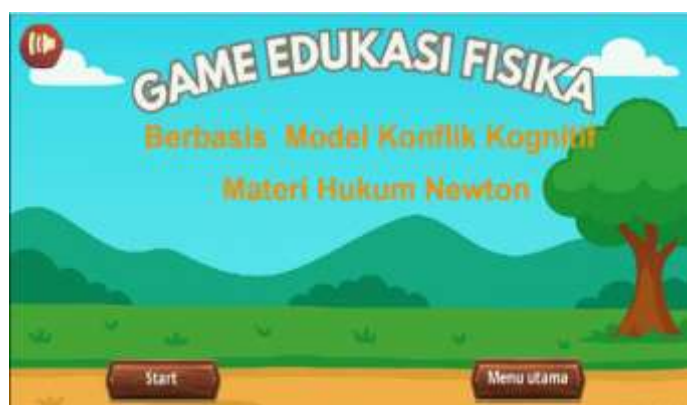 GAME EDUKASI FISIKA
Berbasis Model Konflik Kognitif
Materi Hukum Newton
Start
Menu utama